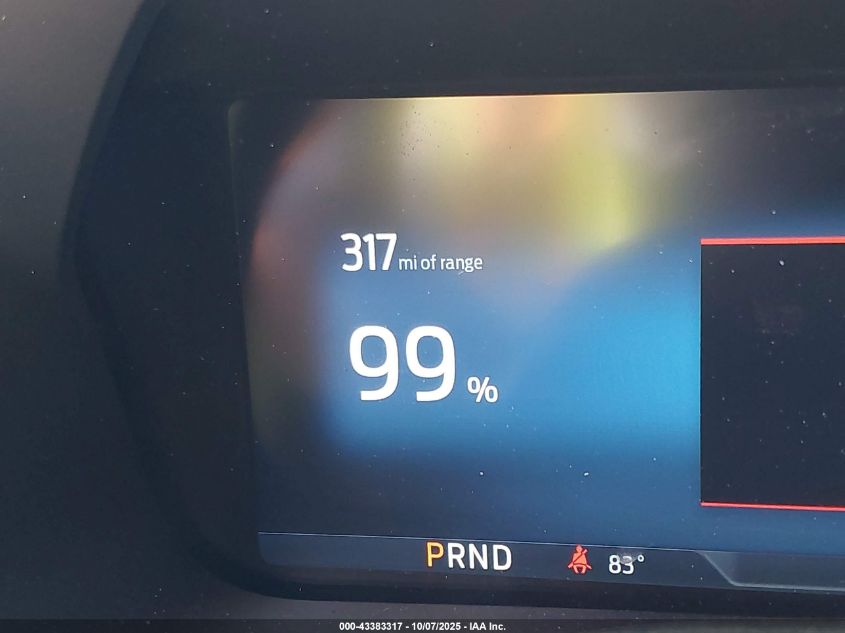 317 mi of range
99 %
PRND 83°
000-43383317 - 10/07/2025 - IAA Inc.